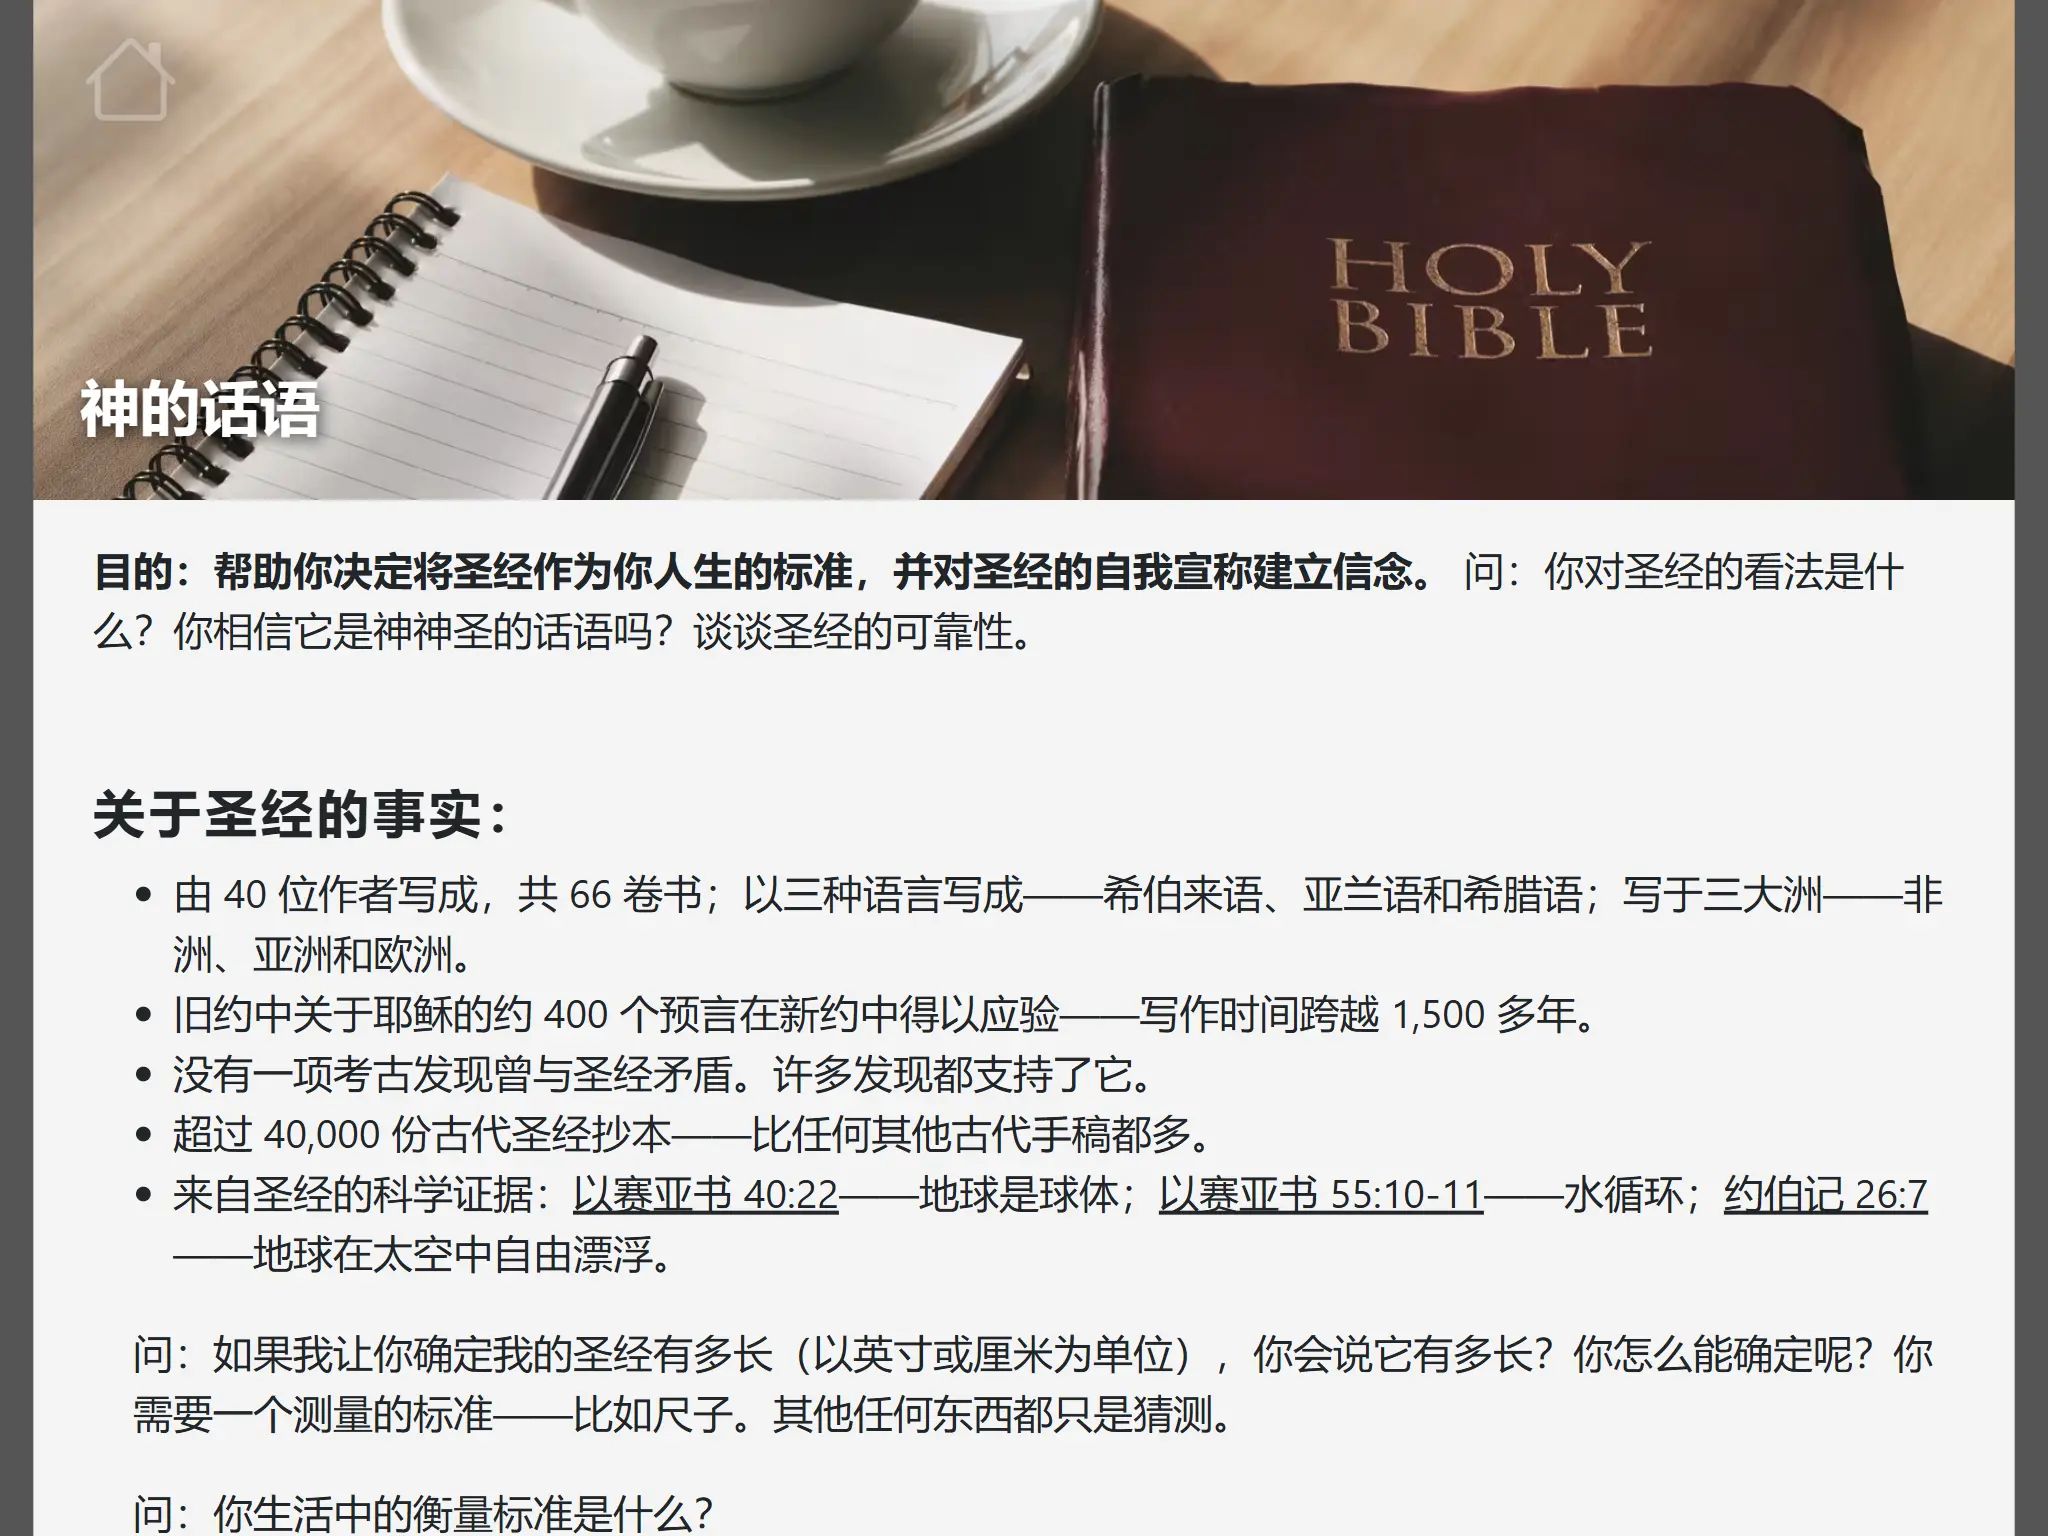 HOLY
BIBLE
神的话语
目的：帮助你决定将圣经作为你人生的标准，并对圣经的自我宣称建立信念。 问：你对圣经的看法是什
么？你相信它是神神圣的话语吗？谈谈圣经的可靠性。
关于圣经的事实：
• 由 40 位作者写成，共 66 卷书；以三种语言写成——希伯来语、亚兰语和希腊语；写于三大洲——非
洲、亚洲和欧洲。
• 旧约中关于耶稣的约 400 个预言在新约中得以应验——写作时间跨越 1,500 多年。
• 没有一项考古发现曾与圣经矛盾。许多发现都支持了它。
• 超过 40,000 份古代圣经抄本——比任何其他古代手稿都多。
• 来自圣经的科学证据：以赛亚书 40:22——地球是球体；以赛亚书 55:10-11——水循环；约伯记 26:7
——地球在太空中自由漂浮。
问：如果我让你确定我的圣经有多长（以英寸或厘米为单位），你会说它有多长？你怎么能确定呢？你
需要一个测量的标准——比如尺子。其他任何东西都只是猜测。
问：你生活中的衡量标准是什么？